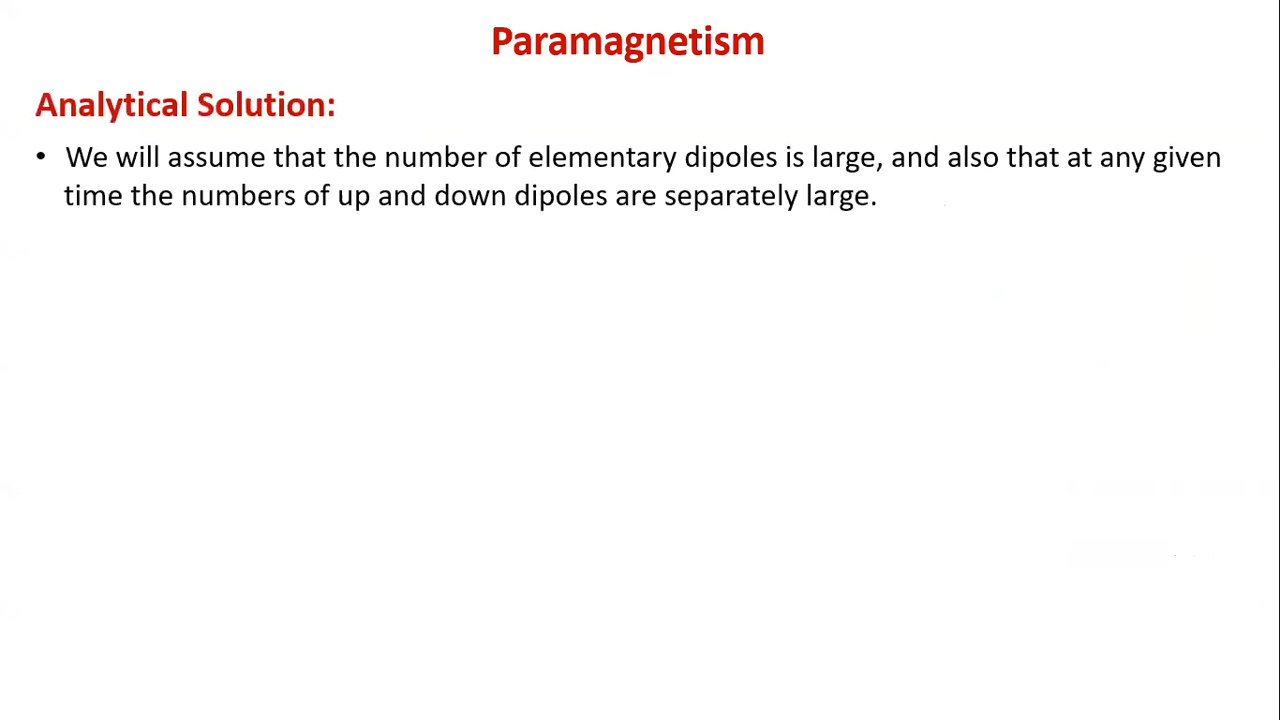 Paramagnetism
Analytical Solution:
• We will assume that the number of elementary dipoles is large, and also that at any given
time the numbers of up and down dipoles are separately large.